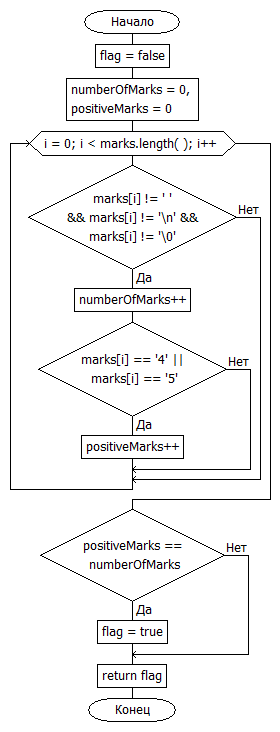 Начало
flag = false
numberOfMarks = 0,
positiveMarks = 0
i = 0; i < marks.length( ); i++
marks[i] != ' '
&& marks[i] != '\n' &&
marks[i] != '\0'
Нет
Да
numberOfMarks++
marks[i] == '4' ||
marks[i] == '5'
Нет
Да
positiveMarks++
positiveMarks ==
numberOfMarks
Нет
Да
flag = true
return flag
Конец